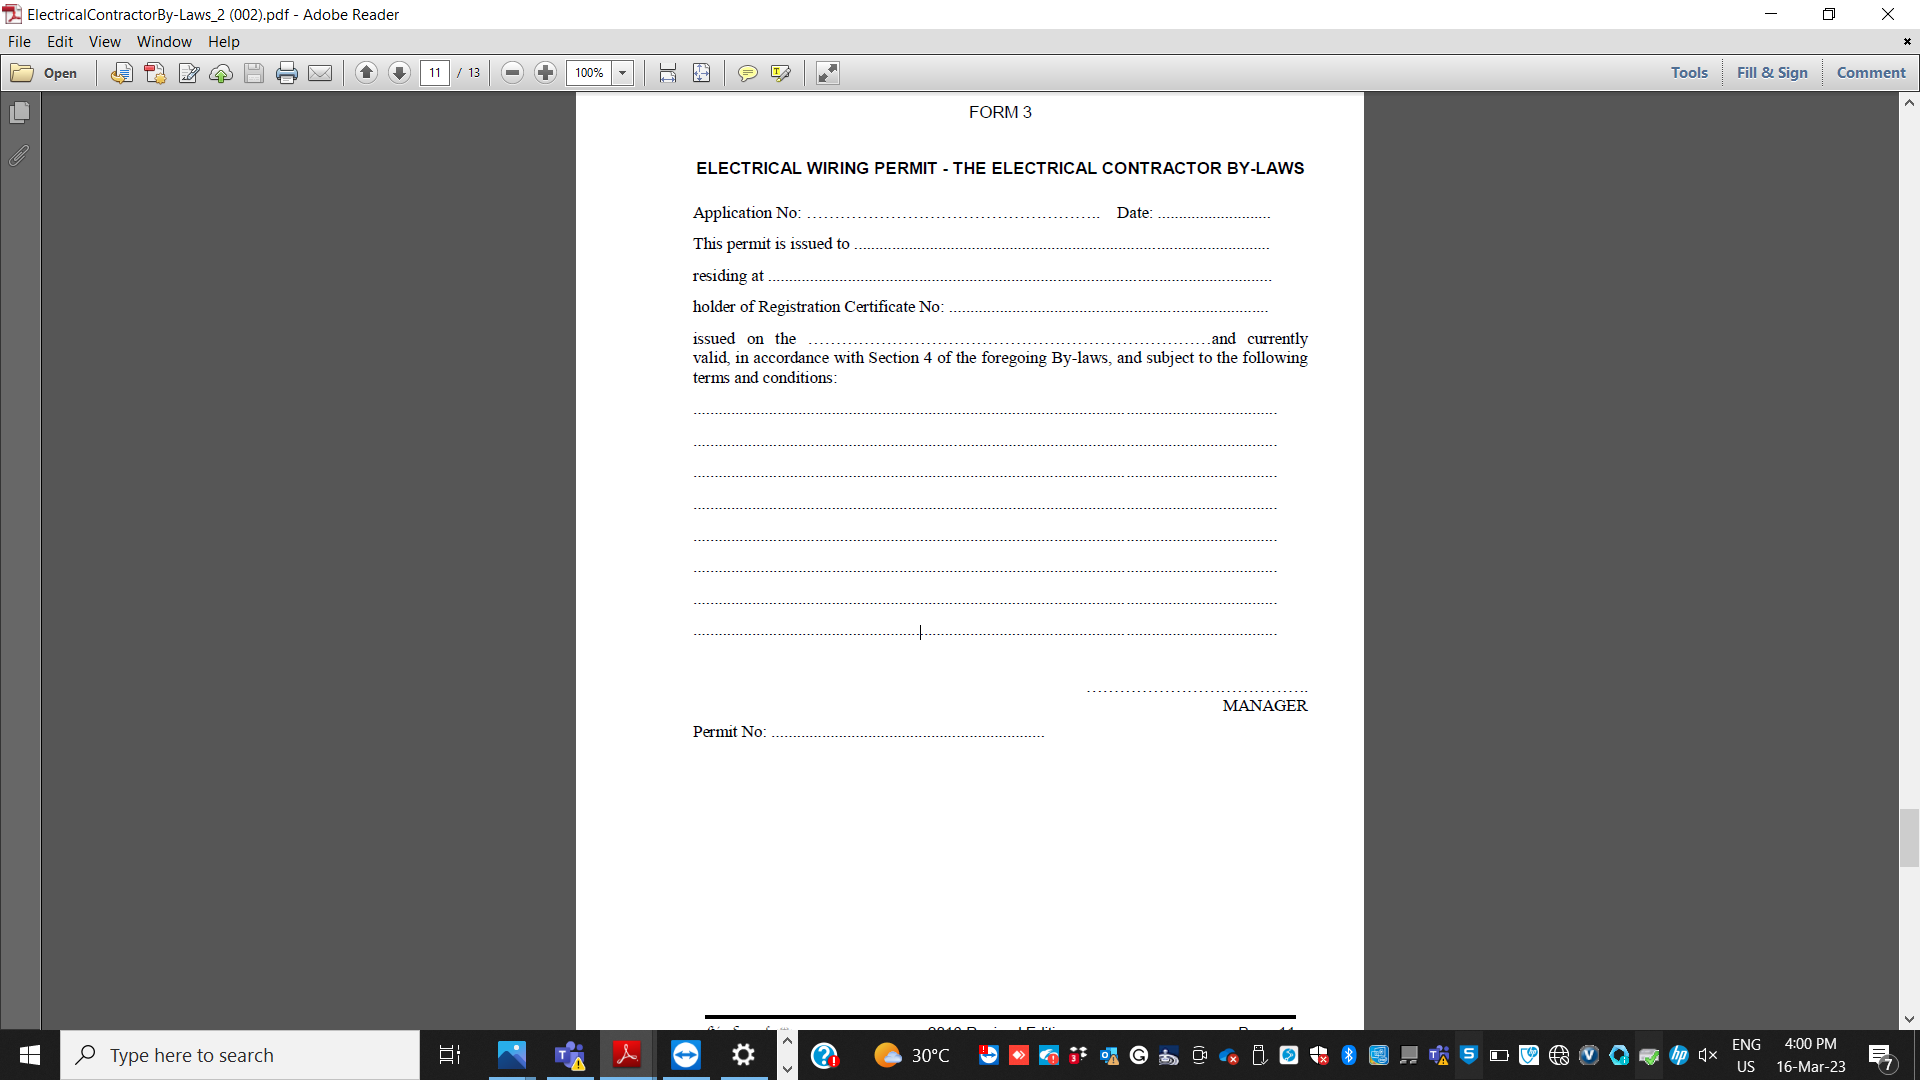 ElectricalContractorBy-Laws_2 (002).pdf - Adobe Reader
File Edit View Window Help
Open 11 / 13 100% Tools Fill & Sign Comment
FORM 3
ELECTRICAL WIRING PERMIT - THE ELECTRICAL CONTRACTOR BY-LAWS
Application No: ………………………………………………. Date: ...........................
This permit is issued to ....................................................................................................
residing at .........................................................................................................................
holder of Registration Certificate No: ............................................................................
issued on the …………………………………………………………………and currently
valid, in accordance with Section 4 of the foregoing By-laws, and subject to the following
terms and conditions:
............................................................................................................................................
............................................................................................................................................
............................................................................................................................................
............................................................................................................................................
............................................................................................................................................
............................................................................................................................................
............................................................................................................................................
............................................................................................................................................
………………………………….
MANAGER
Permit No: .................................................................
Type here to search
30°C
ENG
US
4:00 PM
16-Mar-23
7